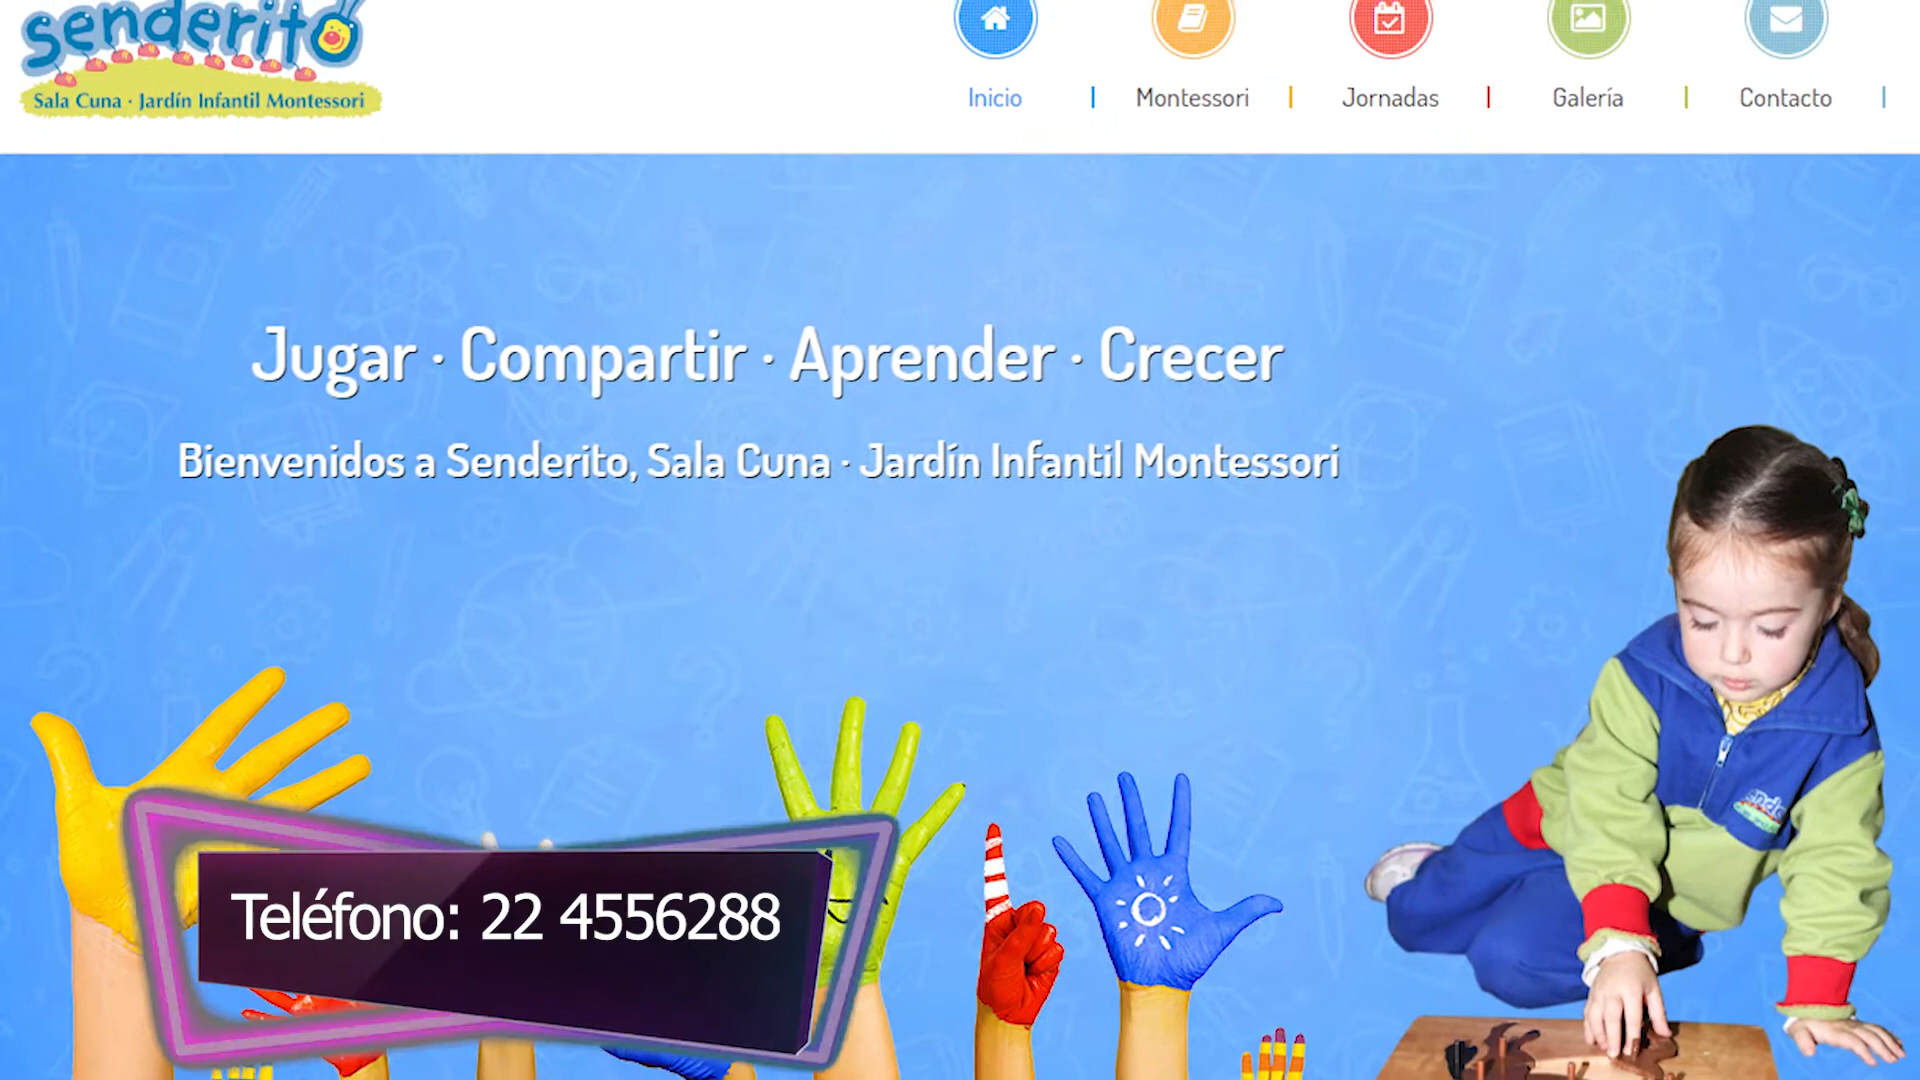 senderito
Sala Cuna · Jardín Infantil Montessori
Inicio
Montessori
Jornadas
Galería
Contacto
Jugar · Compartir · Aprender · Crecer
Bienvenidos a Senderito, Sala Cuna · Jardín Infantil Montessori
Teléfono: 22 4556288